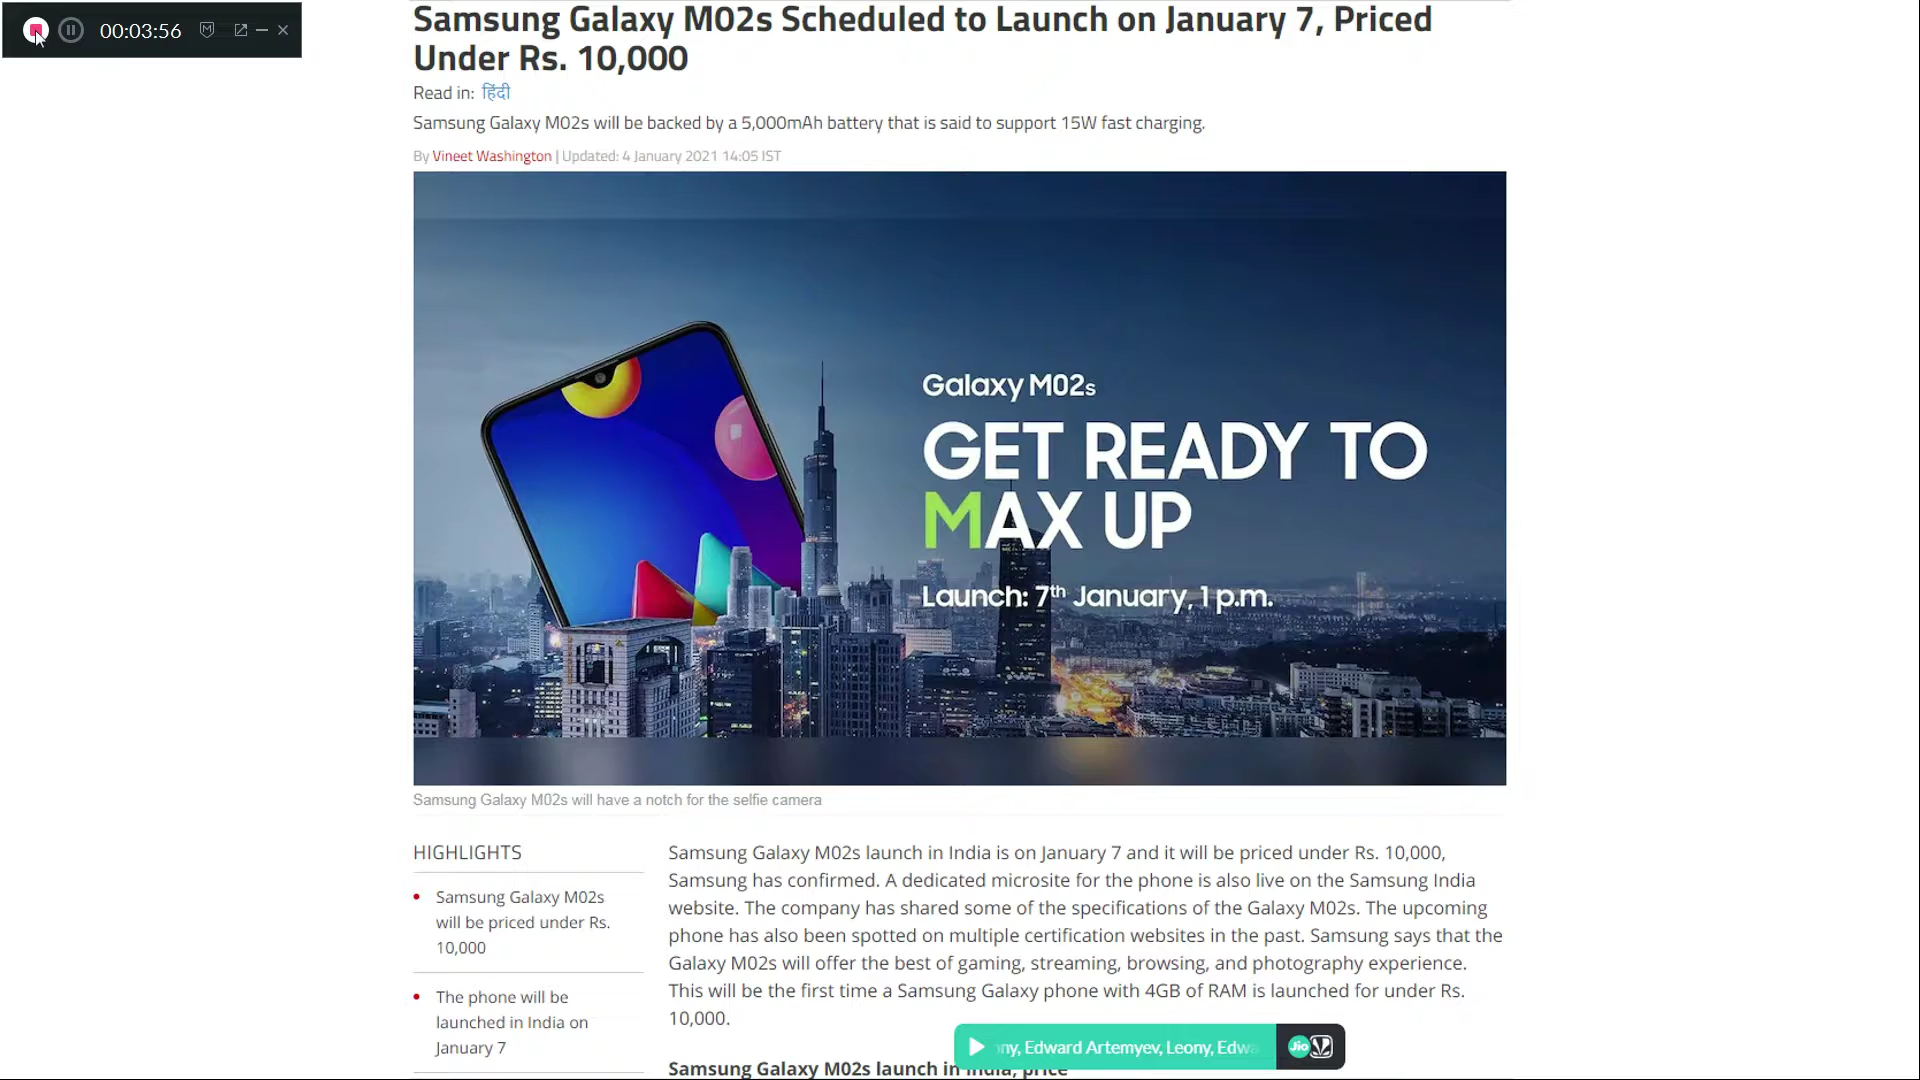 00:03:56
Samsung Galaxy M02s Scheduled to Launch on January 7, Priced
Under Rs. 10,000
Read in: हिंदी
Samsung Galaxy M02s will be backed by a 5,000mAh battery that is said to support 15W fast charging.
By Vineet Washington | Updated: 4 January 2021 14:05 IST
Galaxy M02s
GET READY TO
MAX UP
Launch: 7th January, 1 p.m.
Samsung Galaxy M02s will have a notch for the selfie camera
HIGHLIGHTS
Samsung Galaxy M02s
will be priced under Rs.
10,000
The phone will be
launched in India on
January 7
Samsung Galaxy M02s launch in India is on January 7 and it will be priced under Rs. 10,000,
Samsung has confirmed. A dedicated microsite for the phone is also live on the Samsung India
website. The company has shared some of the specifications of the Galaxy M02s. The upcoming
phone has also been spotted on multiple certification websites in the past. Samsung says that the
Galaxy M02s will offer the best of gaming, streaming, browsing, and photography experience.
This will be the first time a Samsung Galaxy phone with 4GB of RAM is launched for under Rs.
10,000.
Samsung Galaxy M02s launch in India, price
Edward Artemyev, Leony, Edwa
Jio